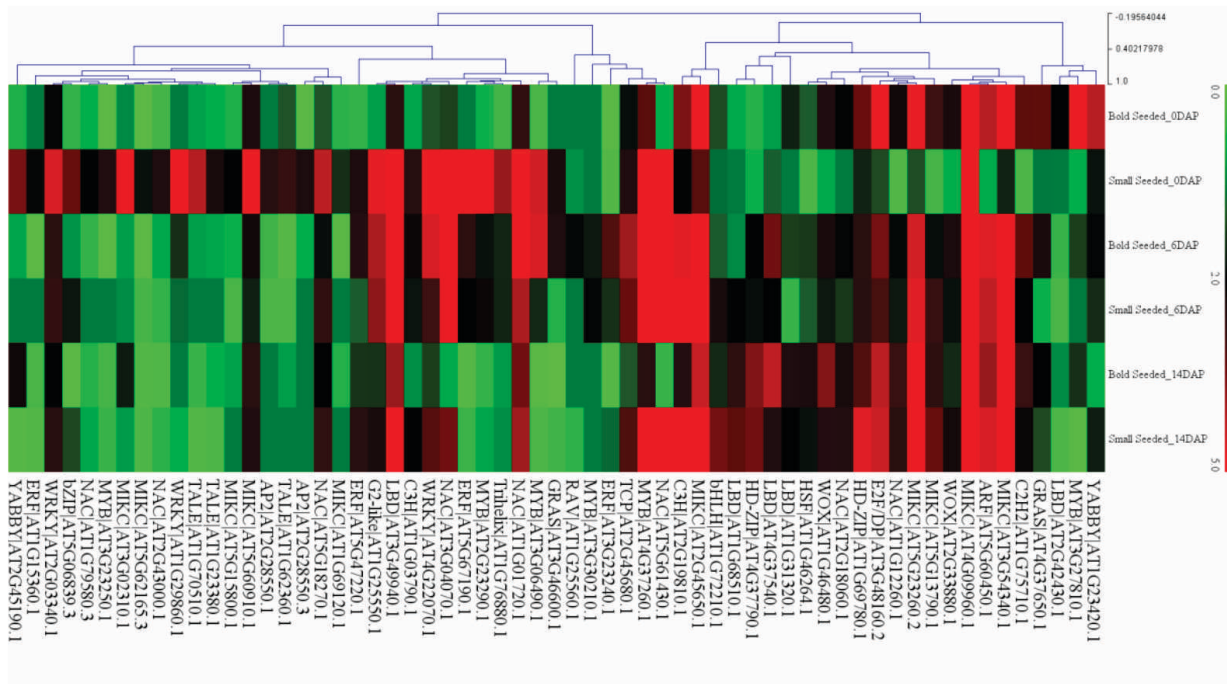 -0.19564044
0.40217978
1.0
0.0
2.0
5.0
Bold Seeded_0DAP
Small Seeded_0DAP
Bold Seeded_6DAP
Small Seeded_6DAP
Bold Seeded_14DAP
Small Seeded_14DAP
YABBY|AT2G45190.1
ERF|AT1G15360.1
WRKY|AT2G03340.1
bZIP|AT5G06839.3
NAC|AT1G79580.3
MYB|AT3G23250.1
MIKC|AT3G02310.1
MIKC|AT5G62165.3
NAC|AT2G43000.1
WRKY|AT1G29860.1
TALE|AT1G70510.1
TALE|AT1G23380.1
MIKC|AT5G15800.1
MIKC|AT5G60910.1
AP2|AT2G28550.1
TALE|AT1G62360.1
AP2|AT2G28550.3
NAC|AT5G18270.1
MIKC|AT1G69120.1
ERF|AT5G47220.1
G2-like|AT1G25550.1
LBD|AT3G49940.1
C3H|AT1G03790.1
WRKY|AT4G22070.1
NAC|AT3G04070.1
ERF|AT5G67190.1
MYB|AT2G23290.1
Trihelix|AT1G76880.1
NAC|AT1G01720.1
MYB|AT3G06490.1
GRAS|AT3G46600.1
RAV|AT1G25560.1
MYB|AT3G30210.1
ERF|AT3G23240.1
TCP|AT2G45680.1
MYB|AT4G37260.1
NAC|AT5G61430.1
C3H|AT2G19810.1
MIKC|AT2G45650.1
bHLH|AT1G72210.1
LBD|AT1G68510.1
HD-ZIP|AT4G37790.1
LBD|AT4G37540.1
LBD|AT1G31320.1
HSF|AT1G46264.1
WOX|AT1G46480.1
NAC|AT2G18060.1
HD-ZIP|AT1G69780.1
E2F/DP|AT3G48160.2
NAC|AT1G12260.1
MIKC|AT5G23260.2
MIKC|AT5G13790.1
WOX|AT2G33880.1
MIKC|AT4G09960.1
ARF|AT5G60450.1
MIKC|AT3G54340.1
C2H2|AT1G75710.1
GRAS|AT4G37650.1
LBD|AT2G42430.1
MYB|AT3G27810.1
YABBY|AT1G23420.1